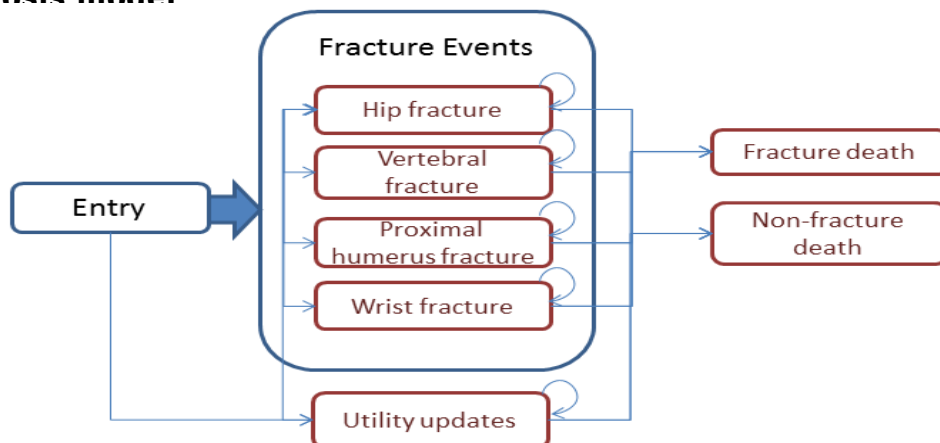 model
Fracture Events
Hip fracture
Vertebral
fracture
Entry
Proximal
humerus fracture
Wrist fracture
Utility updates
Fracture death
Non-fracture
death